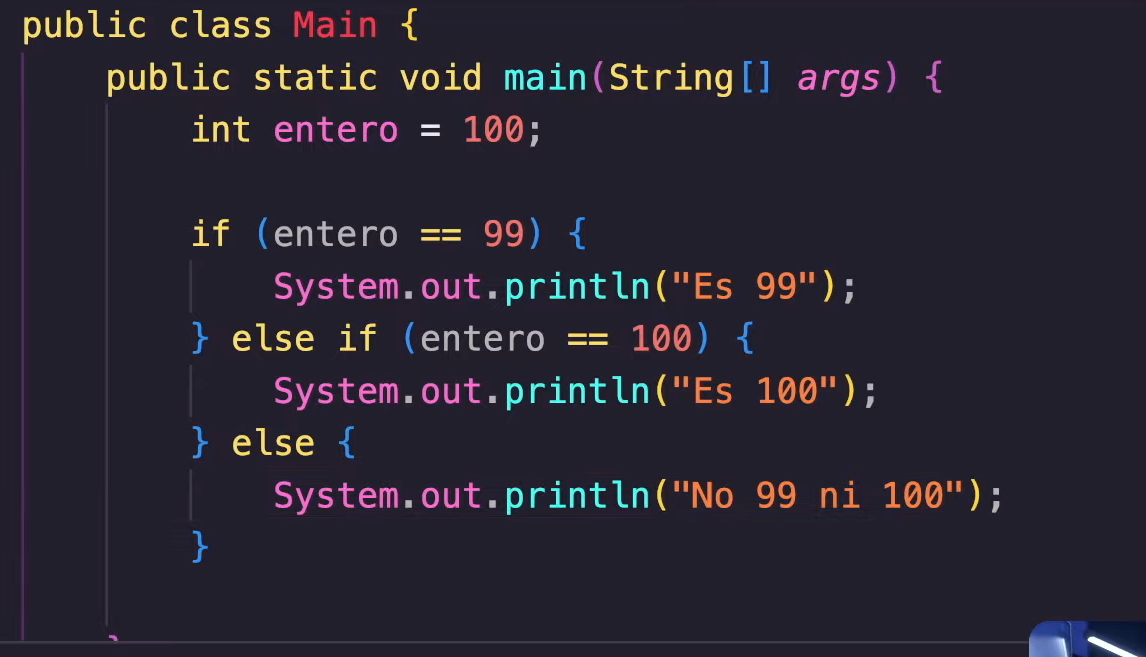 public class Main {
public static void main(String[] args) {
int entero = 100;
if (entero == 99) {
System.out.println("Es 99");
} else if (entero == 100) {
System.out.println("Es 100");
} else {
System.out.println("No 99 ni 100");
}
}